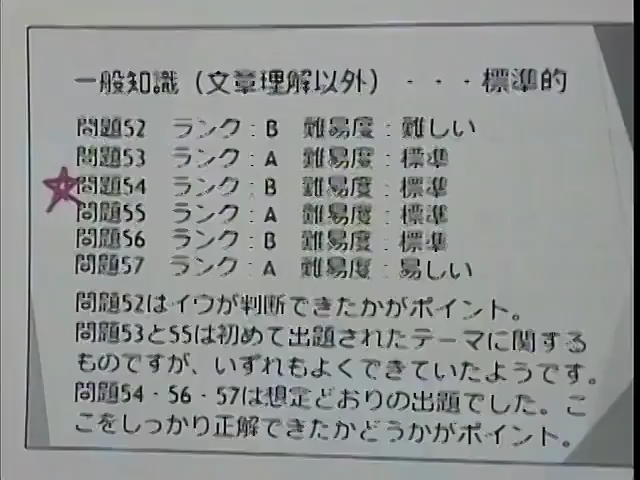 一般知識（文章理解以外）・・・標準的
問題52 ランク：B 難易度：難しい
問題53 ランク：A 難易度：標準
問題54 ランク：B 難易度：標準
問題55 ランク：A 難易度：標準
問題56 ランク：B 難易度：標準
問題57 ランク：A 難易度：易しい
問題52はイウが判断できたかがポイント。
問題53と55は初めて出題されたテーマに関する
ものですが、いずれもよくできていたようです。
問題54・56・57は想定どおりの出題でした。こ
こをしっかり正解できたかどうかがポイント。